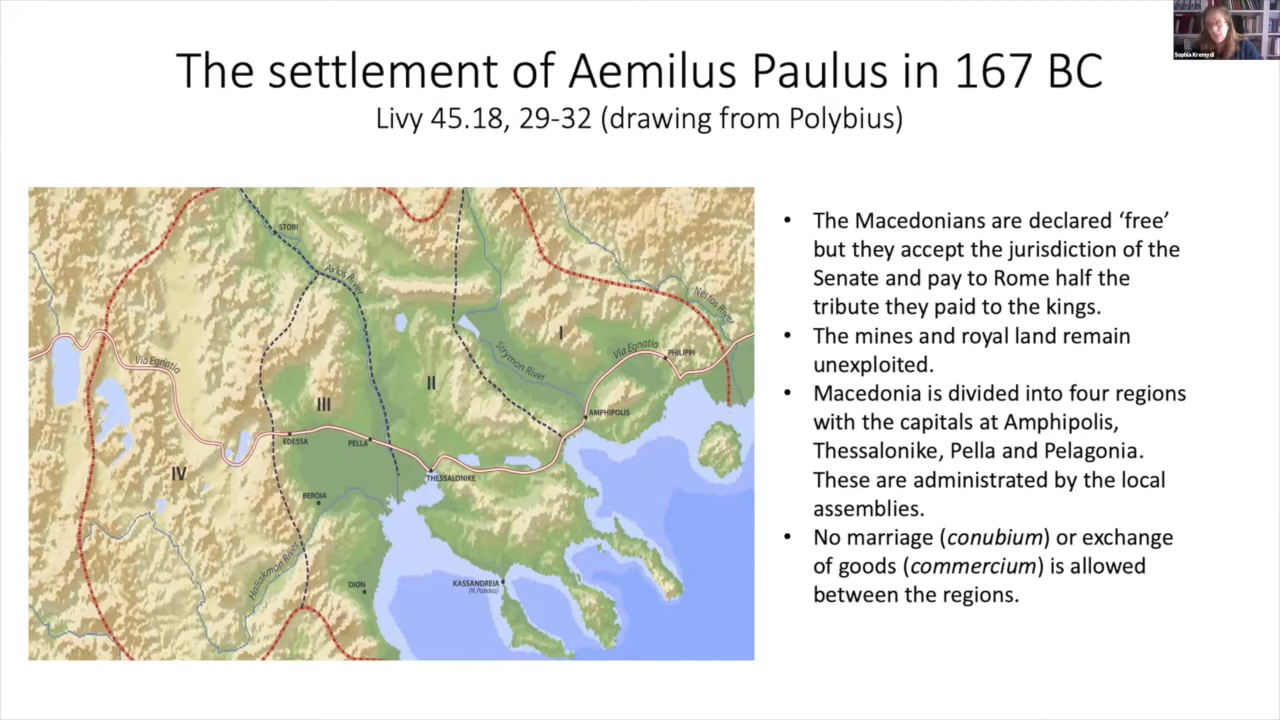 Sophia Kremydi
The settlement of Aemilus Paulus in 167 BC
Livy 45.18, 29-32 (drawing from Polybius)
STOBI
Axios River
Nestos River
I
Via Egnatia
PHILIPPI
Via Egnatia
Strymon River
II
III
AMPHIPOLIS
EDESSA
PELLA
IV
THESSALONIKE
BEROIA
Haliakmon River
DION
KASSANDREIA
(N. Potidea)
• The Macedonians are declared ‘free’
but they accept the jurisdiction of the
Senate and pay to Rome half the
tribute they paid to the kings.
• The mines and royal land remain
unexploited.
• Macedonia is divided into four regions
with the capitals at Amphipolis,
Thessalonike, Pella and Pelagonia.
These are administrated by the local
assemblies.
• No marriage (conubium) or exchange
of goods (commercium) is allowed
between the regions.